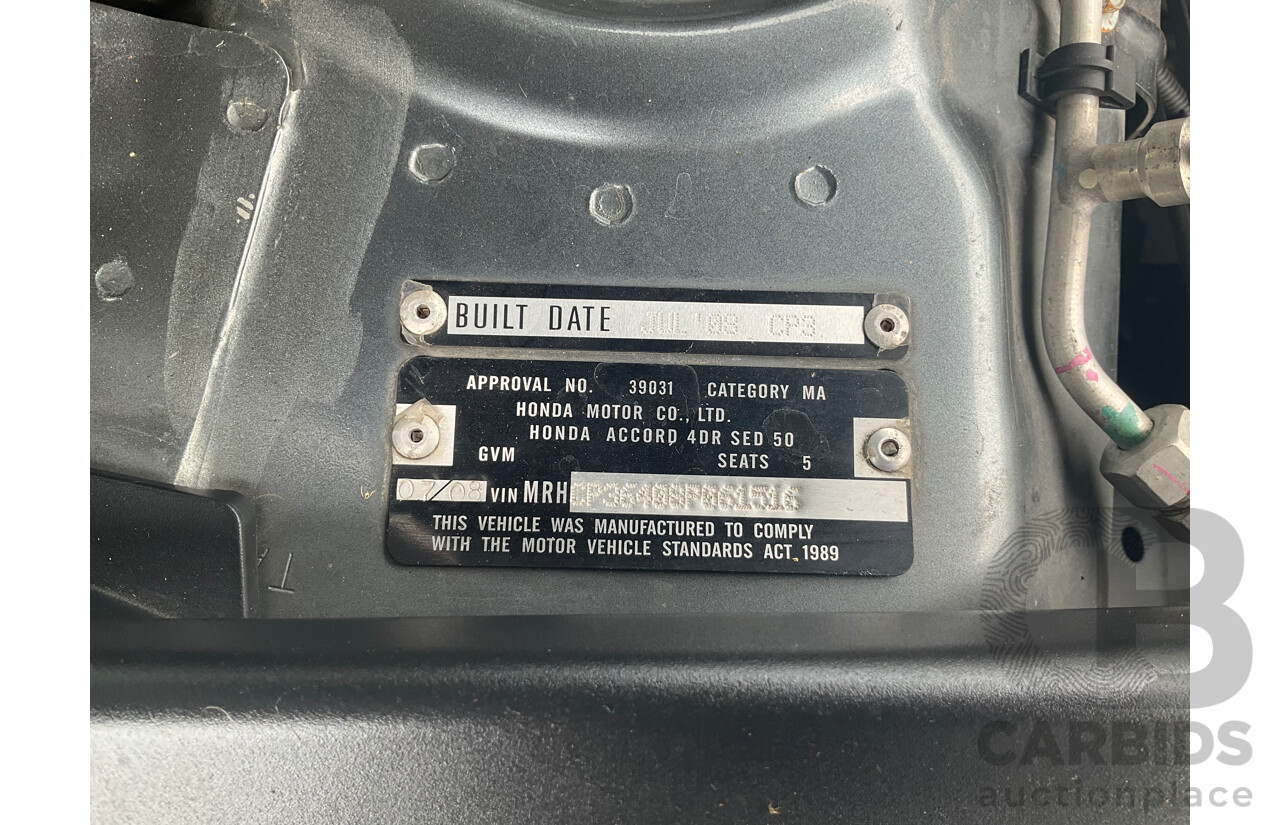 BUILT DATE JUL'08 CP3
APPROVAL NO. 39031 CATEGORY MA
HONDA MOTOR CO., LTD.
HONDA ACCORD 4DR SED 50
GVM SEATS 5
07/08 VIN MRH
THIS VEHICLE WAS MANUFACTURED TO COMPLY
WITH THE MOTOR VEHICLE STANDARDS ACT 1989
CB
CARBIDS
auctionplace